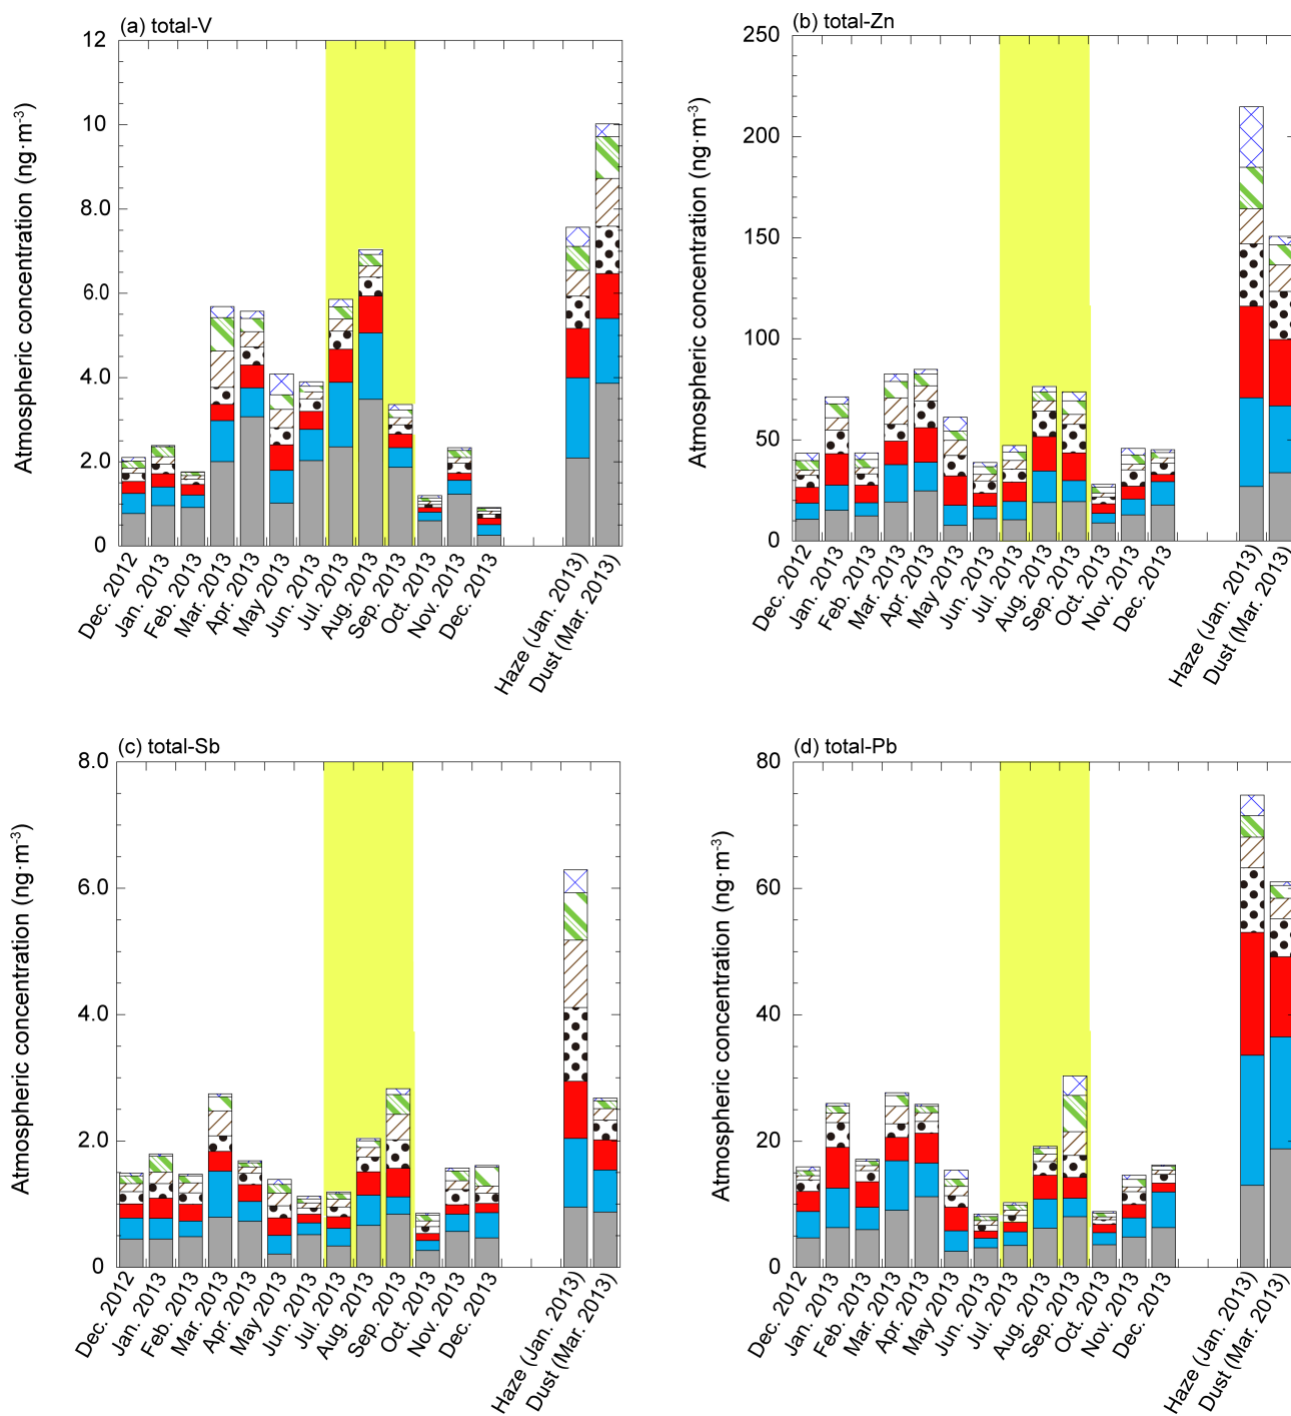 (a) total-V
Atmospheric concentration (ng·m⁻³)
12
10
8.0
6.0
4.0
2.0
0
Dec. 2012
Jan. 2013
Feb. 2013
Mar. 2013
Apr. 2013
May 2013
Jun. 2013
Jul. 2013
Aug. 2013
Sep. 2013
Oct. 2013
Nov. 2013
Dec. 2013
Haze (Jan. 2013)
Dust (Mar. 2013)
(b) total-Zn
Atmospheric concentration (ng·m⁻³)
250
200
150
100
50
0
Dec. 2012
Jan. 2013
Feb. 2013
Mar. 2013
Apr. 2013
May 2013
Jun. 2013
Jul. 2013
Aug. 2013
Sep. 2013
Oct. 2013
Nov. 2013
Dec. 2013
Haze (Jan. 2013)
Dust (Mar. 2013)
(c) total-Sb
Atmospheric concentration (ng·m⁻³)
8.0
6.0
4.0
2.0
0
Dec. 2012
Jan. 2013
Feb. 2013
Mar. 2013
Apr. 2013
May 2013
Jun. 2013
Jul. 2013
Aug. 2013
Sep. 2013
Oct. 2013
Nov. 2013
Dec. 2013
Haze (Jan. 2013)
Dust (Mar. 2013)
(d) total-Pb
Atmospheric concentration (ng·m⁻³)
80
60
40
20
0
Dec. 2012
Jan. 2013
Feb. 2013
Mar. 2013
Apr. 2013
May 2013
Jun. 2013
Jul. 2013
Aug. 2013
Sep. 2013
Oct. 2013
Nov. 2013
Dec. 2013
Haze (Jan. 2013)
Dust (Mar. 2013)